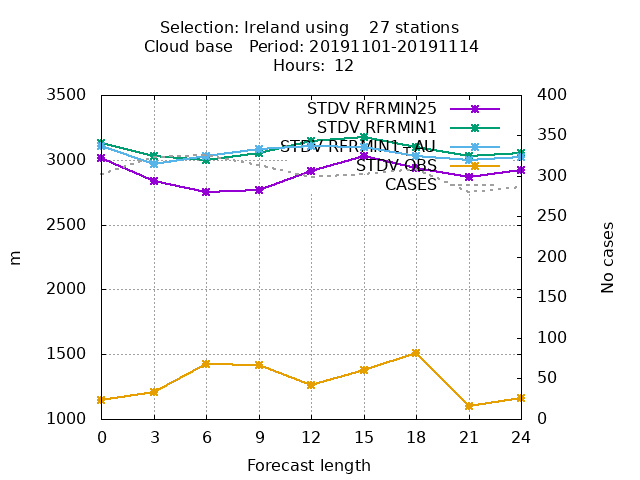 Selection: Ireland using    27 stations
Cloud base   Period: 20191101-20191114
Hours:  12
3500
3000
2500
2000
1500
1000
400
350
300
250
200
150
100
50
0
STDV RFRMIN25
STDV RFRMIN1
STDV RFRMIN1+AU
STDV OBS
CASES
m
No cases
0 3 6 9 12 15 18 21 24
Forecast length